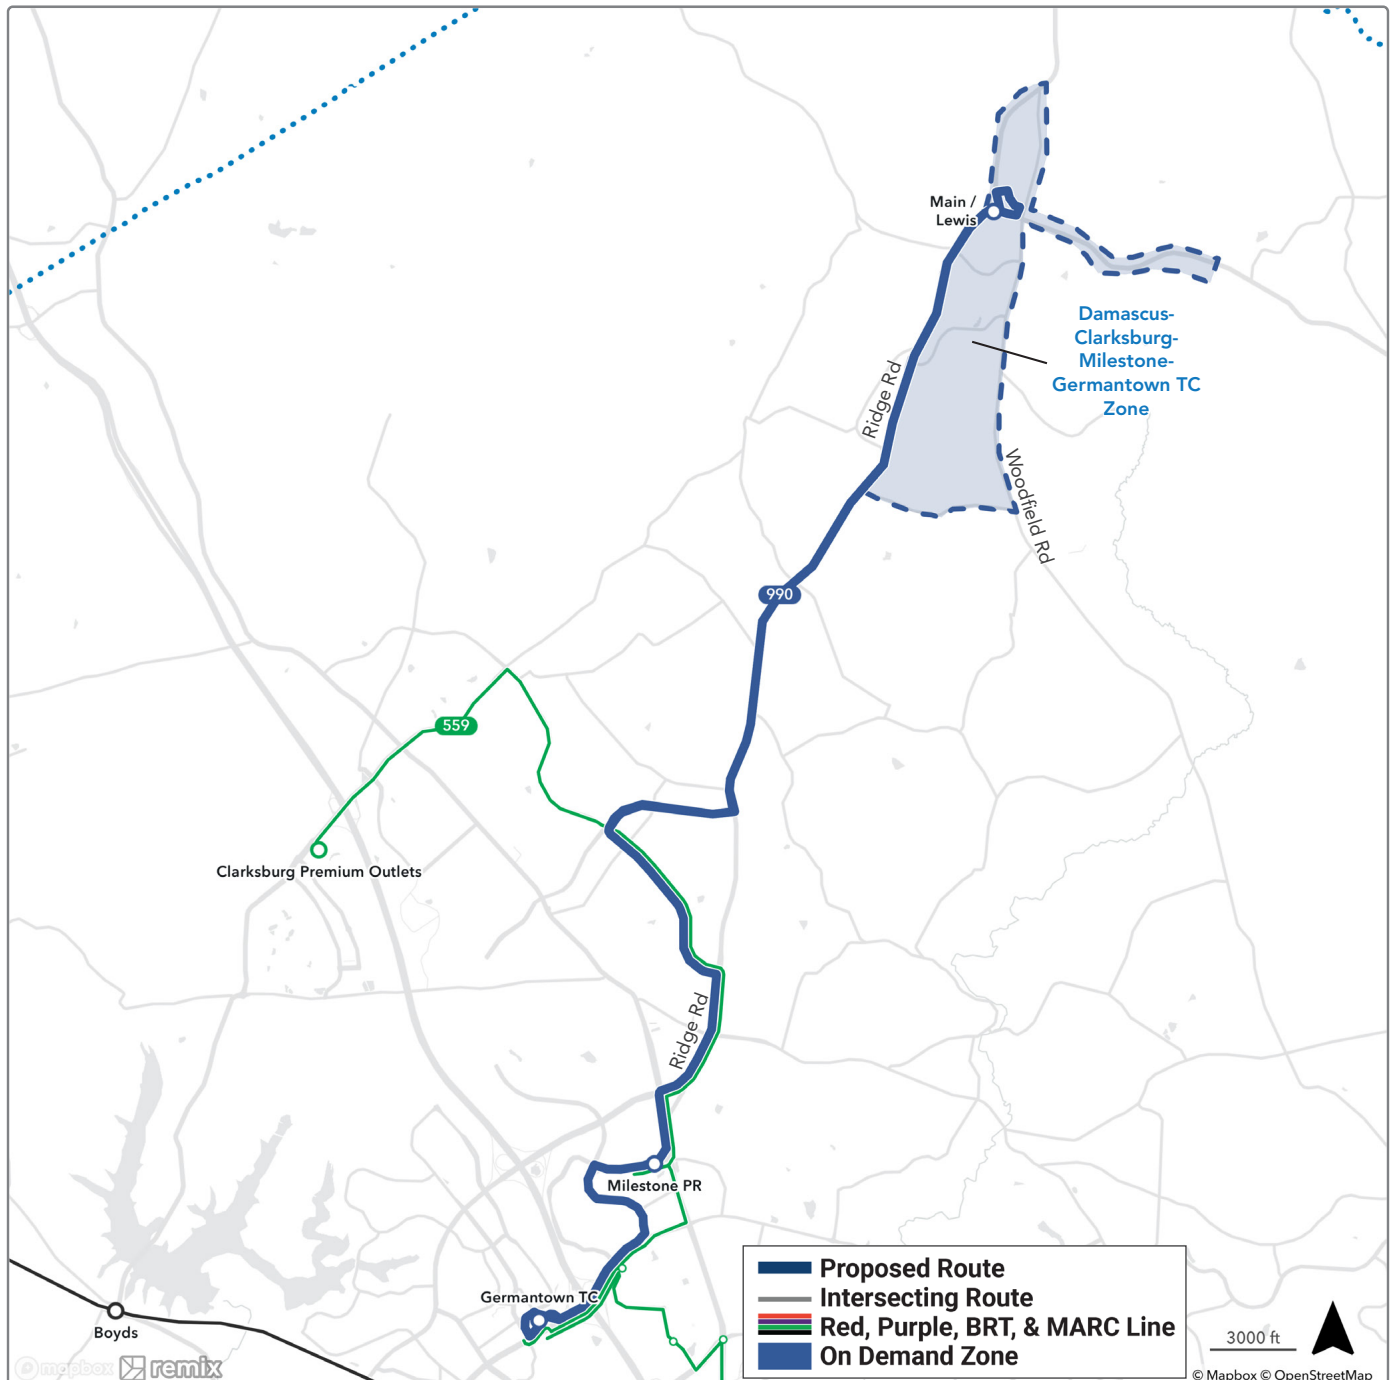 Main /
Lewis
Damascus-
Clarksburg-
Milestone-
Germantown TC
Zone
Ridge Rd
Woodfield Rd
990
559
Clarksburg Premium Outlets
Ridge Rd
Milestone PR
Germantown TC
Boyds
Proposed Route
Intersecting Route
Red, Purple, BRT, & MARC Line
On Demand Zone
3000 ft
mapbox remix
© Mapbox © OpenStreetMap